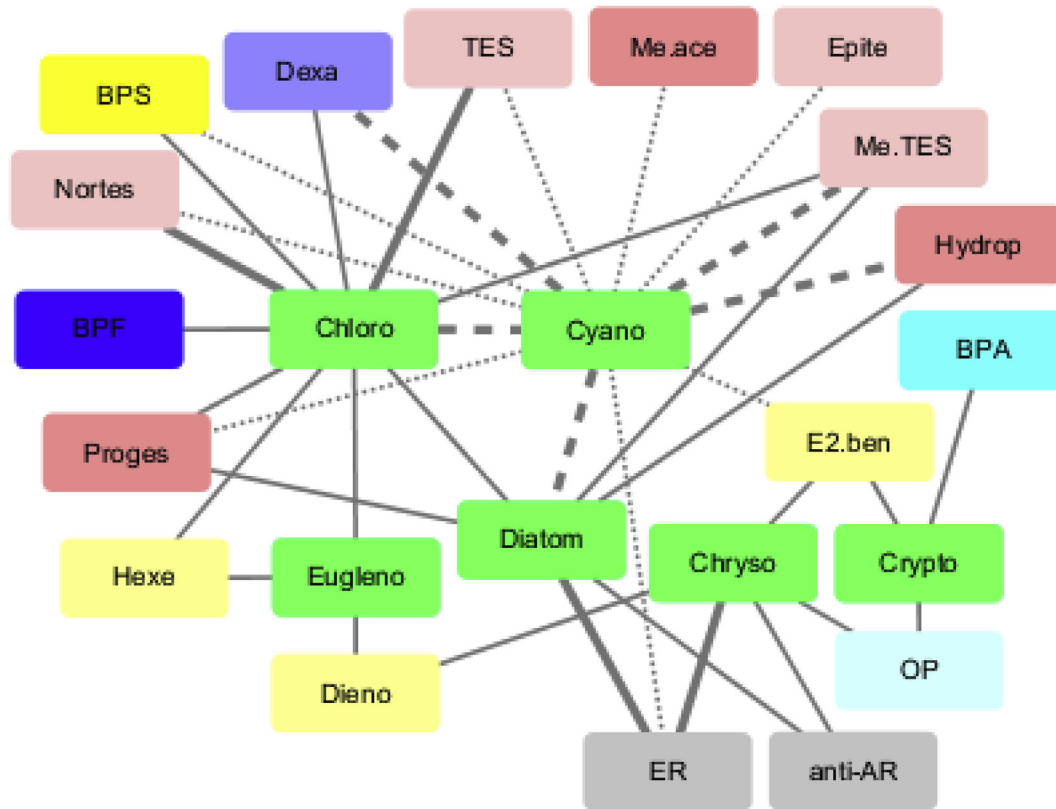 TES
Me.ace
Epite
Dexa
BPS
Me.TES
Nortes
Hydrop
BPF
Chloro
Cyano
BPA
Proges
E2.ben
Diatom
Hexe
Eugleno
Chryso
Crypto
Dieno
OP
ER
anti-AR